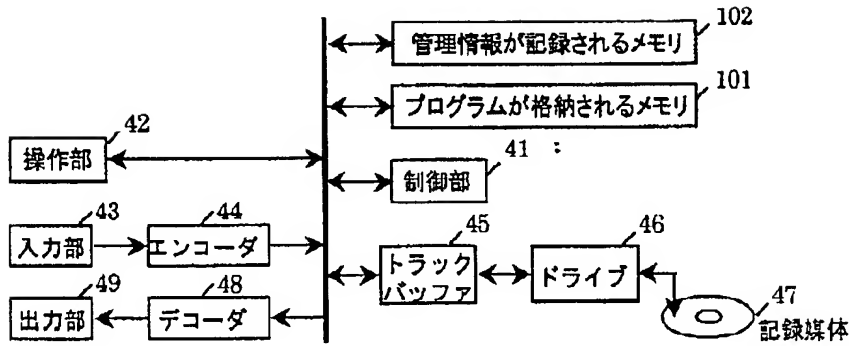 102
管理情報が記録されるメモリ
101
プログラムが格納されるメモリ
42
操作部
41 :
制御部
43
入力部
44
エンコーダ
45
トラック
バッファ
46
ドライブ
47
記録媒体
49
出力部
48
デコーダ